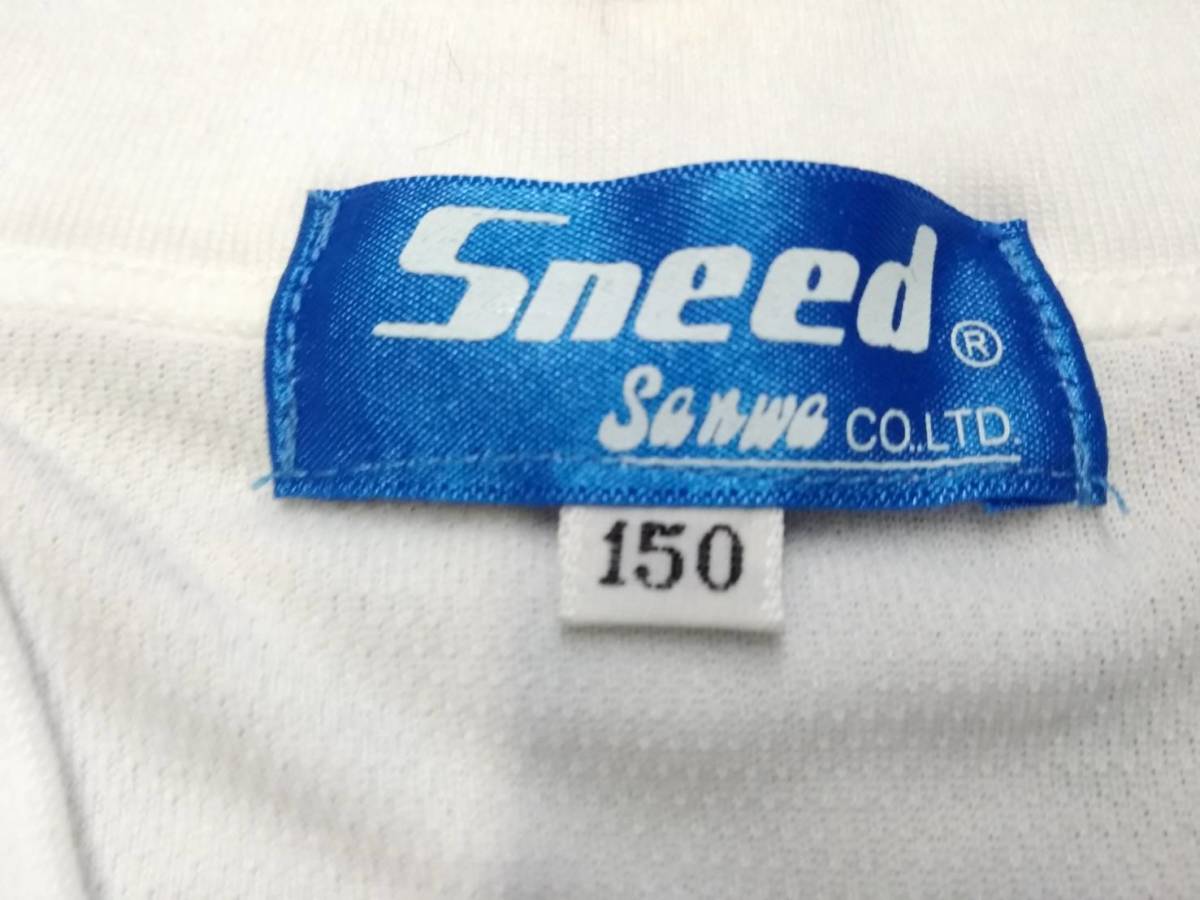 Sneed ®
Sanwa CO.,LTD.
150